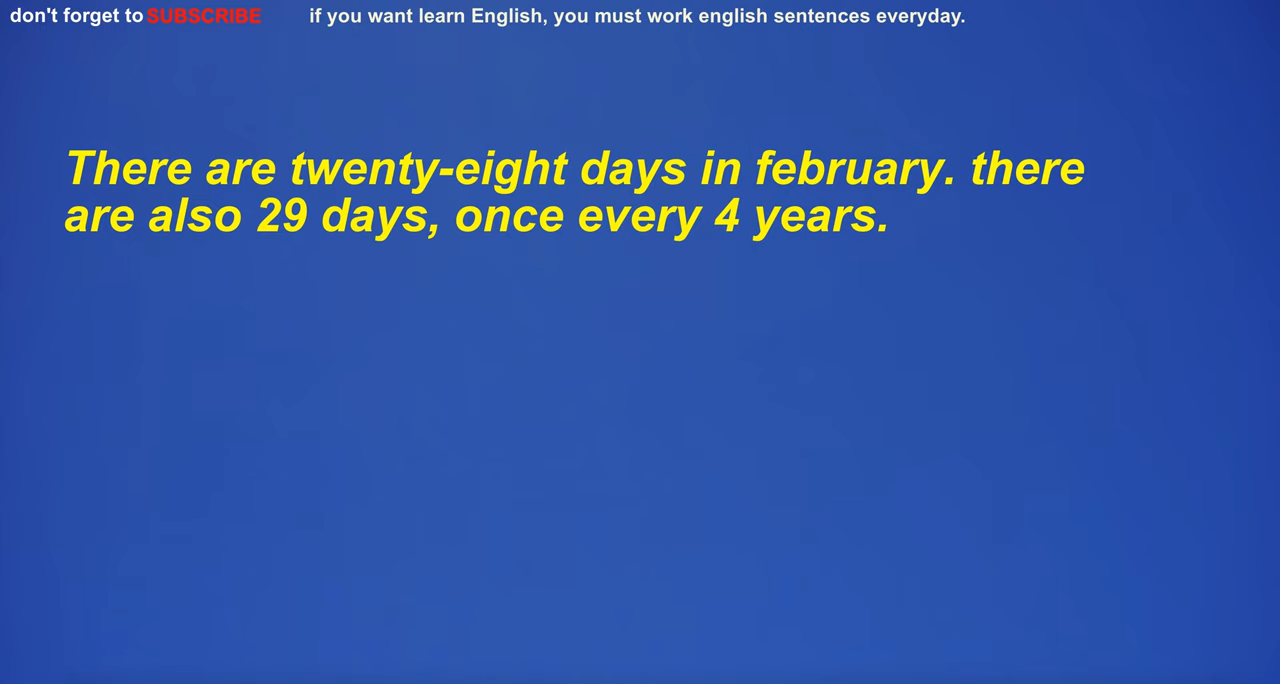 don't forget to SUBSCRIBE if you want learn English, you must work english sentences everyday.
There are twenty-eight days in february. there
are also 29 days, once every 4 years.